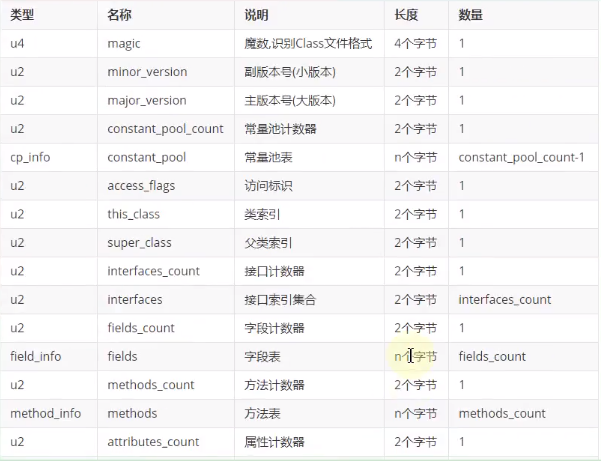 类型 名称 说明 长度 数量
u4 magic 魔数,识别Class文件格式 4个字节 1
u2 minor_version 副版本号(小版本) 2个字节 1
u2 major_version 主版本号(大版本) 2个字节 1
u2 constant_pool_count 常量池计数器 2个字节 1
cp_info constant_pool 常量池表 n个字节 constant_pool_count-1
u2 access_flags 访问标识 2个字节 1
u2 this_class 类索引 2个字节 1
u2 super_class 父类索引 2个字节 1
u2 interfaces_count 接口计数器 2个字节 1
u2 interfaces 接口索引集合 2个字节 interfaces_count
u2 fields_count 字段计数器 2个字节 1
field_info fields 字段表 n个字节 fields_count
u2 methods_count 方法计数器 2个字节 1
method_info methods 方法表 n个字节 methods_count
u2 attributes_count 属性计数器 2个字节 1